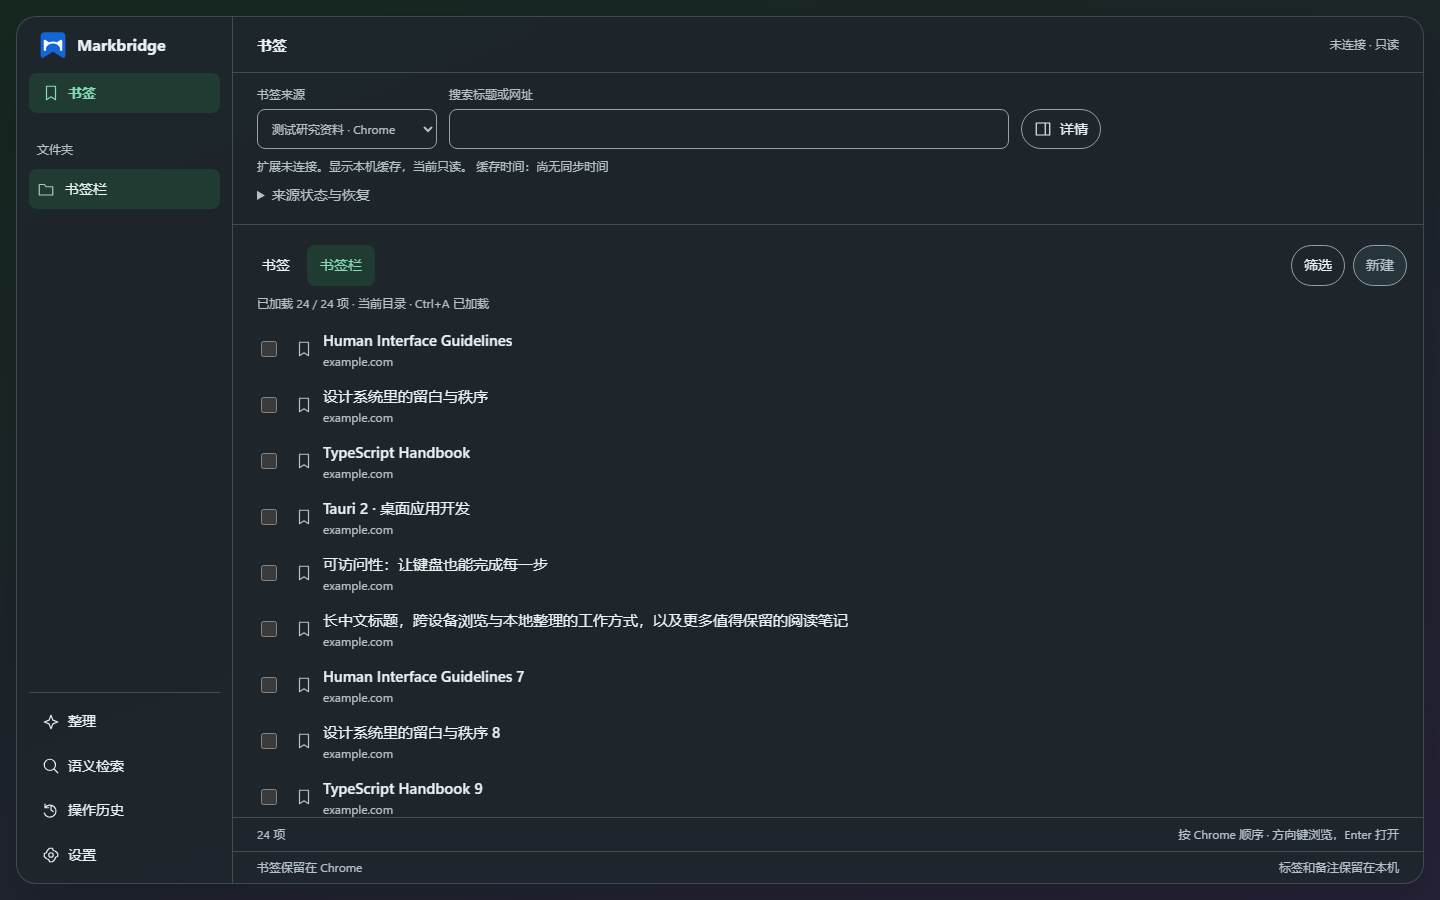 Markbridge
书签
文件夹
书签栏
整理
语义检索
操作历史
设置
书签
未连接 · 只读
书签来源
搜索标题或网址
测试研究资料 · Chrome
详情
扩展未连接。显示本机缓存，当前只读。 缓存时间：尚无同步时间
来源状态与恢复
书签
书签栏
筛选
新建
已加载 24 / 24 项 · 当前目录 · Ctrl+A 已加载
Human Interface Guidelines
example.com
设计系统里的留白与秩序
example.com
TypeScript Handbook
example.com
Tauri 2 · 桌面应用开发
example.com
可访问性：让键盘也能完成每一步
example.com
长中文标题，跨设备浏览与本地整理的工作方式，以及更多值得保留的阅读笔记
example.com
Human Interface Guidelines 7
example.com
设计系统里的留白与秩序 8
example.com
TypeScript Handbook 9
example.com
24 项
按 Chrome 顺序 · 方向键浏览，Enter 打开
书签保留在 Chrome
标签和备注保留在本机